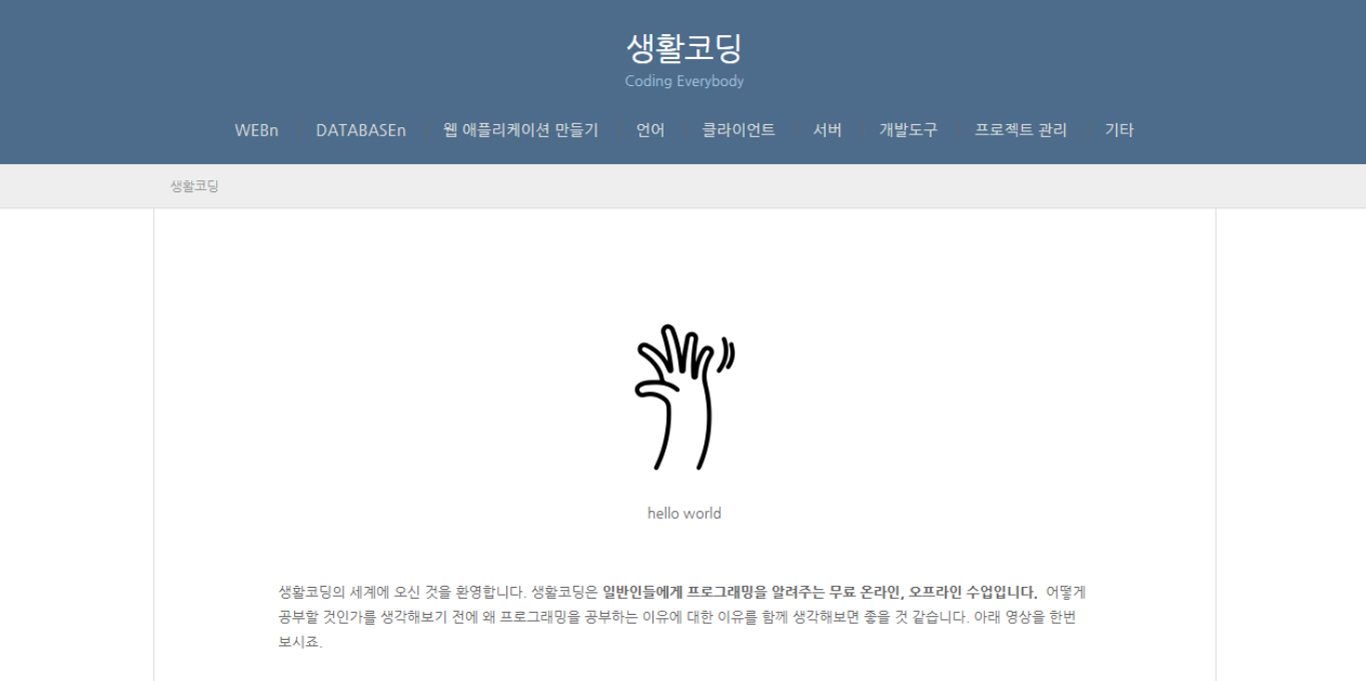 생활코딩
Coding Everybody
WEBn DATABASEn 웹 애플리케이션 만들기 언어 클라이언트 서버 개발도구 프로젝트 관리 기타
생활코딩
hello world
생활코딩의 세계에 오신 것을 환영합니다. 생활코딩은 일반인들에게 프로그래밍을 알려주는 무료 온라인, 오프라인 수업입니다. 어떻게
공부할 것인가를 생각해보기 전에 왜 프로그래밍을 공부하는 이유에 대한 이유를 함께 생각해보면 좋을 것 같습니다. 아래 영상을 한번
보시죠.